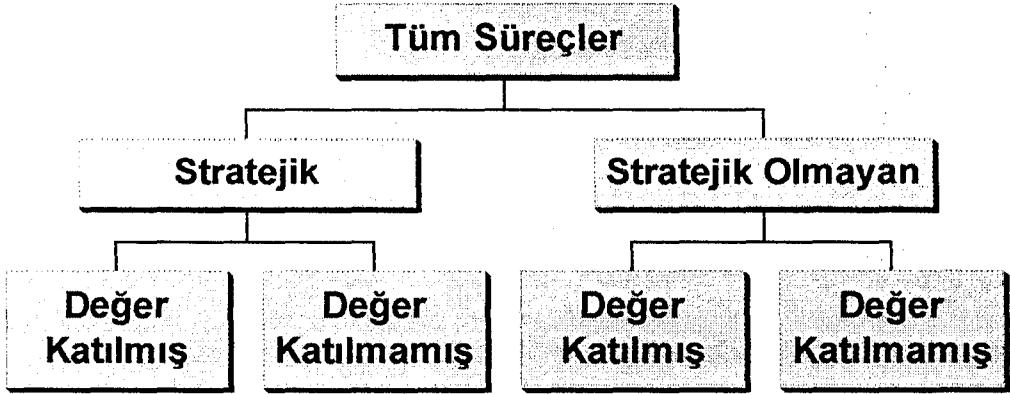 Tüm Süreçler
Stratejik
Stratejik Olmayan
Değer
Katılmış
Değer
Katılmamış
Değer
Katılmış
Değer
Katılmamış